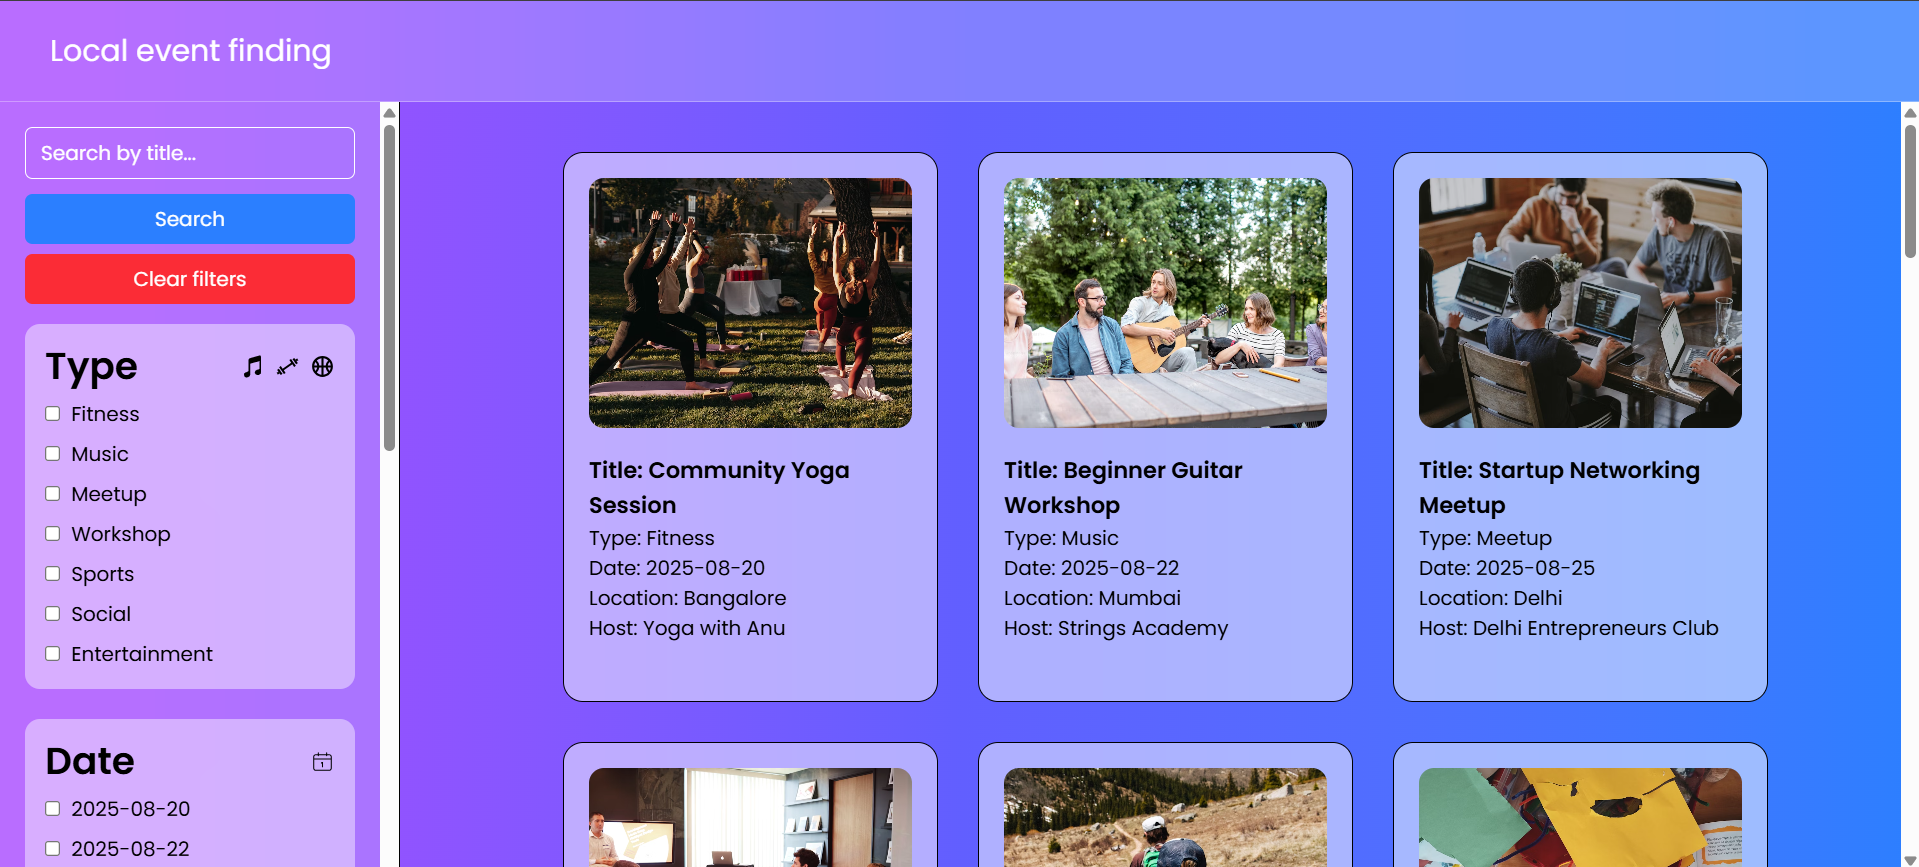 Local event finding
Search by title...
Search
Clear filters
Type
Fitness
Music
Meetup
Workshop
Sports
Social
Entertainment
Date
2025-08-20
2025-08-22
Title: Community Yoga
Session
Type: Fitness
Date: 2025-08-20
Location: Bangalore
Host: Yoga with Anu
Title: Beginner Guitar
Workshop
Type: Music
Date: 2025-08-22
Location: Mumbai
Host: Strings Academy
Title: Startup Networking
Meetup
Type: Meetup
Date: 2025-08-25
Location: Delhi
Host: Delhi Entrepreneurs Club